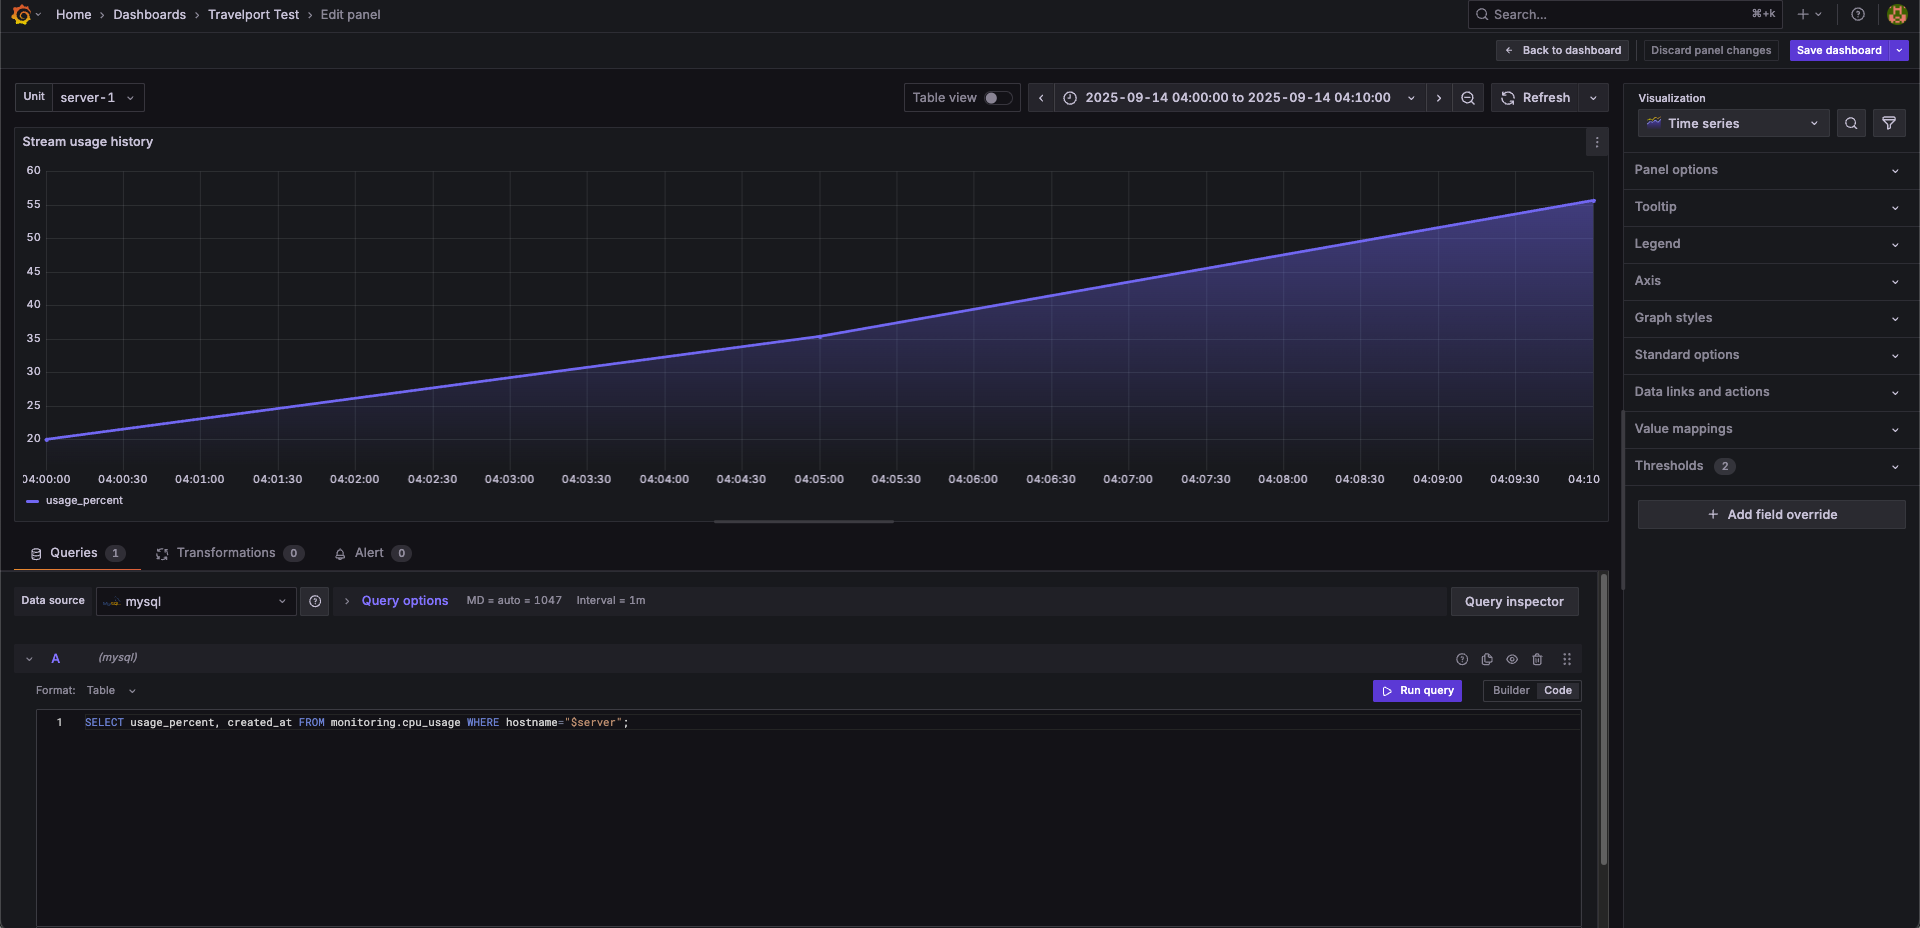 Home › Dashboards › Travelport Test › Edit panel
Search... ⌘+k
Back to dashboard
Discard panel changes
Save dashboard
Unit server-1
Table view
2025-09-14 04:00:00 to 2025-09-14 04:10:00
Refresh
Stream usage history
60
55
50
45
40
35
30
25
20
04:00:00 04:00:30 04:01:00 04:01:30 04:02:00 04:02:30 04:03:00 04:03:30 04:04:00 04:04:30 04:05:00 04:05:30 04:06:00 04:06:30 04:07:00 04:07:30 04:08:00 04:08:30 04:09:00 04:09:30 04:10
usage_percent
Visualization
Time series
Panel options
Tooltip
Legend
Axis
Graph styles
Standard options
Data links and actions
Value mappings
Thresholds 2
+ Add field override
Queries 1
Transformations 0
Alert 0
Data source mysql
Query options MD = auto = 1047 Interval = 1m
Query inspector
A (mysql)
Format: Table
Run query
Builder Code
1 SELECT usage_percent, created_at FROM monitoring.cpu_usage WHERE hostname="$server";